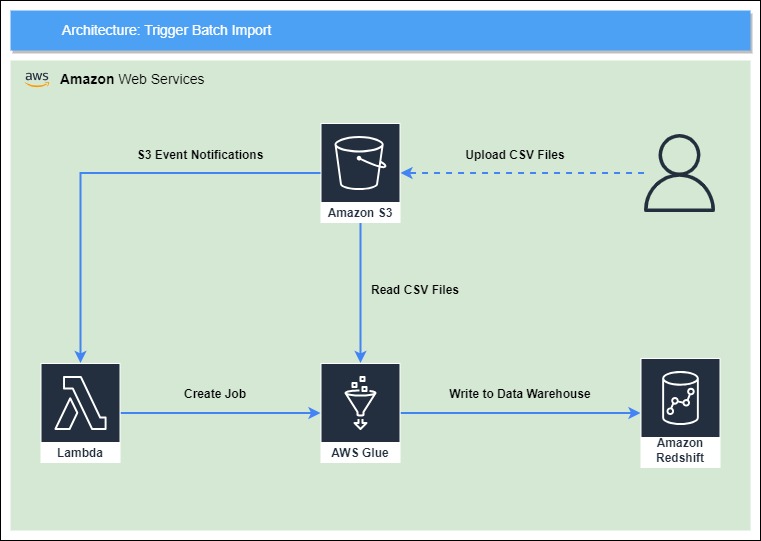 Architecture: Trigger Batch Import
aws Amazon Web Services
S3 Event Notifications
Upload CSV Files
Amazon S3
Read CSV Files
Create Job
Write to Data Warehouse
Lambda
AWS Glue
Amazon
Redshift